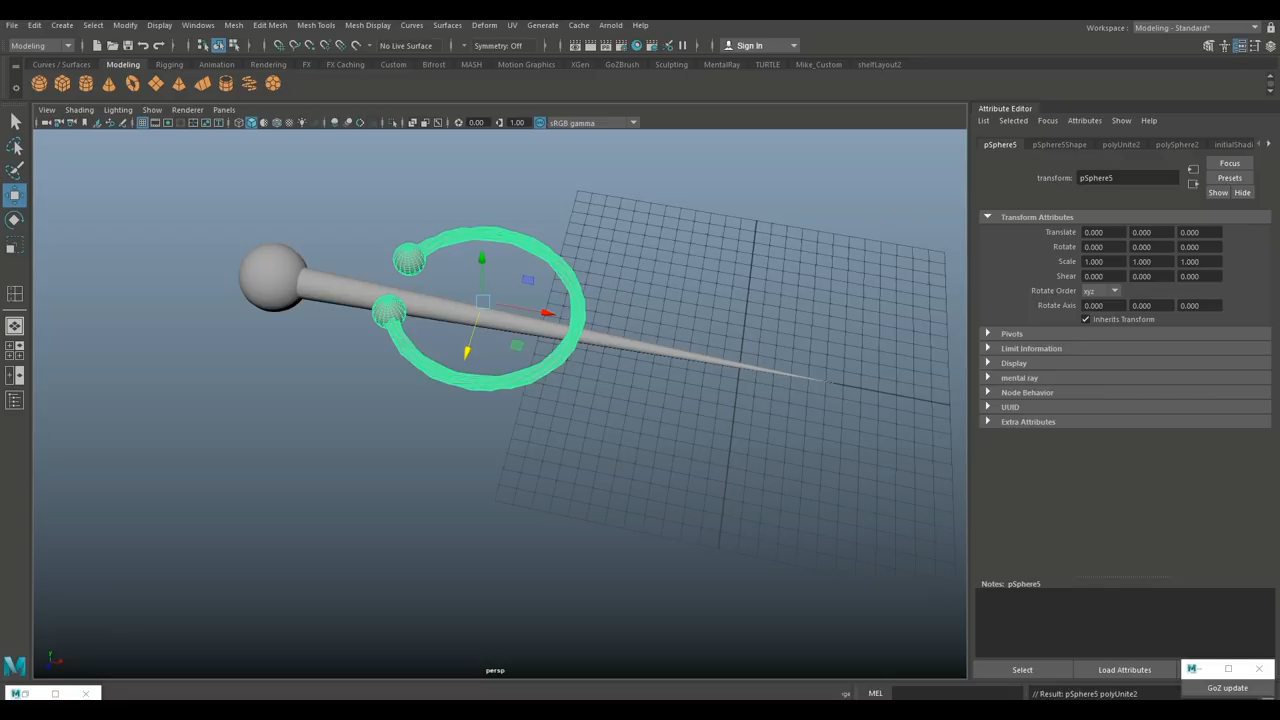 File Edit Create Select Modify Display Windows Mesh Edit Mesh Mesh Tools Mesh Display Curves Surfaces Deform UV Generate Cache Arnold Help
Workspace: Modeling - Standard*
Modeling No Live Surface Symmetry: Off Sign In
Curves / Surfaces Modeling Rigging Animation Rendering FX FX Caching Custom Bifrost MASH Motion Graphics XGen GoZBrush Sculpting MentalRay TURTLE Mike_Custom shelfLayout2
View Shading Lighting Show Renderer Panels
0.00 1.00 sRGB gamma
persp
Attribute Editor
List Selected Focus Attributes Show Help
pSphere5 pSphere5Shape polyUnite2 polySphere2 initialShadi
Focus
transform: pSphere5 Presets
Show Hide
Transform Attributes
Translate 0.000 0.000 0.000
Rotate 0.000 0.000 0.000
Scale 1.000 1.000 1.000
Shear 0.000 0.000 0.000
Rotate Order xyz
Rotate Axis 0.000 0.000 0.000
Inherits Transform
Pivots
Limit Information
Display
mental ray
Node Behavior
UUID
Extra Attributes
Notes: pSphere5
Select Load Attributes
GoZ update
MEL // Result: pSphere5 polyUnite2